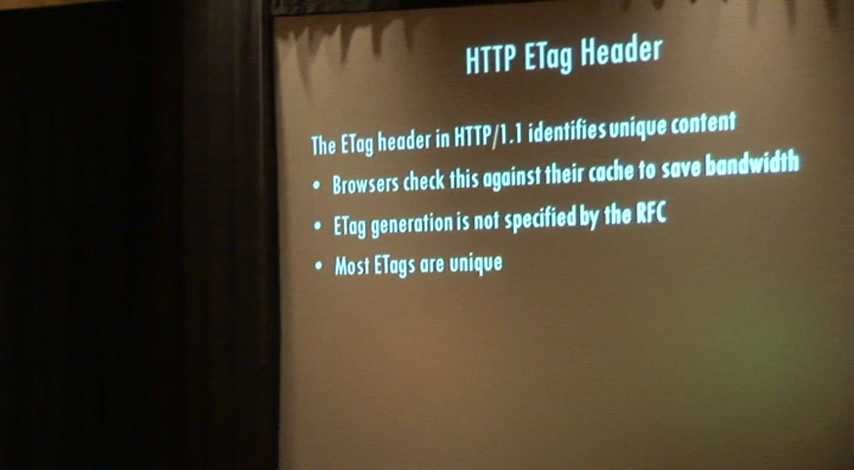 HTTP ETag Header
The ETag header in HTTP/1.1 identifies unique content
• Browsers check this against their cache to save bandwidth
• ETag generation is not specified by the RFC
• Most ETags are unique